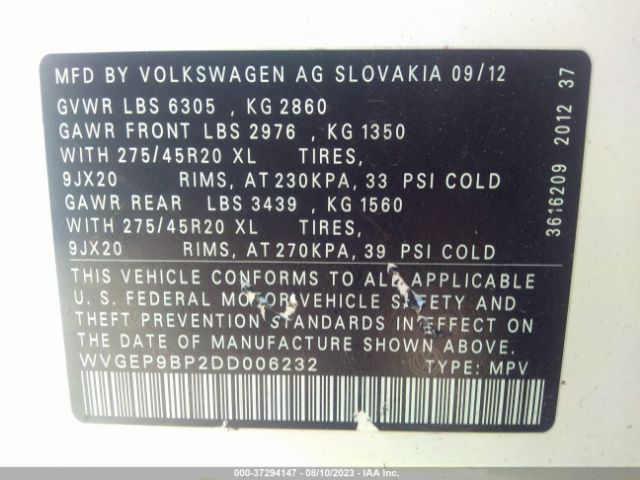 MFD BY VOLKSWAGEN AG SLOVAKIA 09/12
GVWR LBS 6305 , KG 2860
GAWR FRONT LBS 2976 , KG 1350
WITH 275/45R20 XL TIRES,
9JX20 RIMS, AT 230KPA, 33 PSI COLD
GAWR REAR LBS 3439 , KG 1560
WITH 275/45R20 XL TIRES,
9JX20 RIMS, AT 270KPA, 39 PSI COLD
THIS VEHICLE CONFORMS TO ALL APPLICABLE
U. S. FEDERAL MOTOR VEHICLE SAFETY AND
THEFT PREVENTION STANDARDS IN EFFECT ON
THE DATE OF MANUFACTURE SHOWN ABOVE.
WVGEP9BP2DD006232 TYPE: MPV
3616209 2012 37
000-37294147 - 08/10/2023 - IAA Inc.